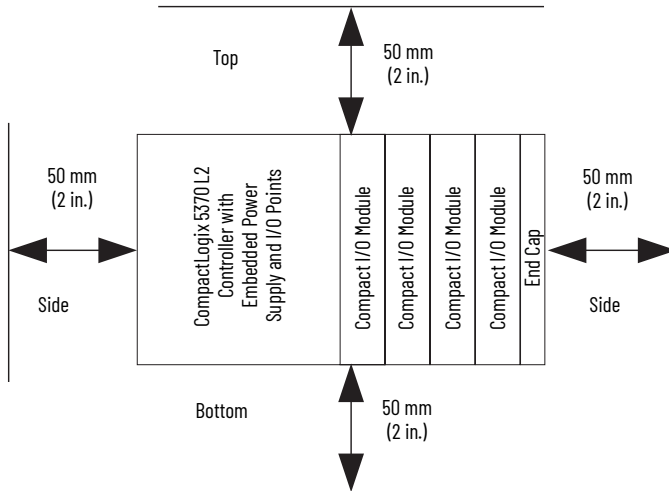 Top
50 mm
(2 in.)
50 mm
(2 in.)
Side
CompactLogix 5370 L2
Controller with
Embedded Power
Supply and I/O Points
Compact I/O Module
Compact I/O Module
Compact I/O Module
Compact I/O Module
End Cap
50 mm
(2 in.)
Side
Bottom
50 mm
(2 in.)